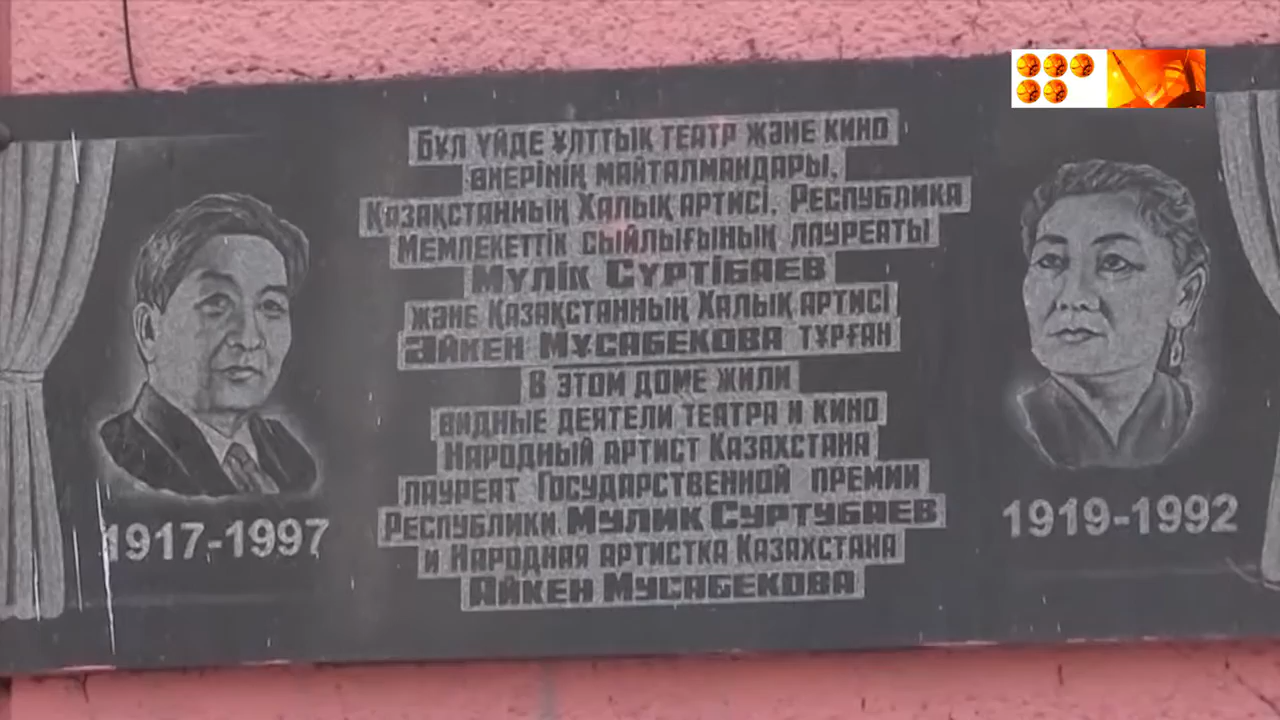 Бұл үйде ұлттық театр және кино
өнерінің майталмандары,
Қазақстанның Халық артисі, Республика
Мемлекеттік сыйлығының лауреаты
Мүлік Сүртібаев
және Қазақстанның Халық артисі
Әйкен Мұсабекова тұрған
В этом доме жили
видные деятели театра и кино
Народный артист Казахстана
лауреат Государственной премии
Республики Мулик Суртубаев
и Народная артистка Казахстана
Айкен Мусабекова
1917-1997
1919-1992